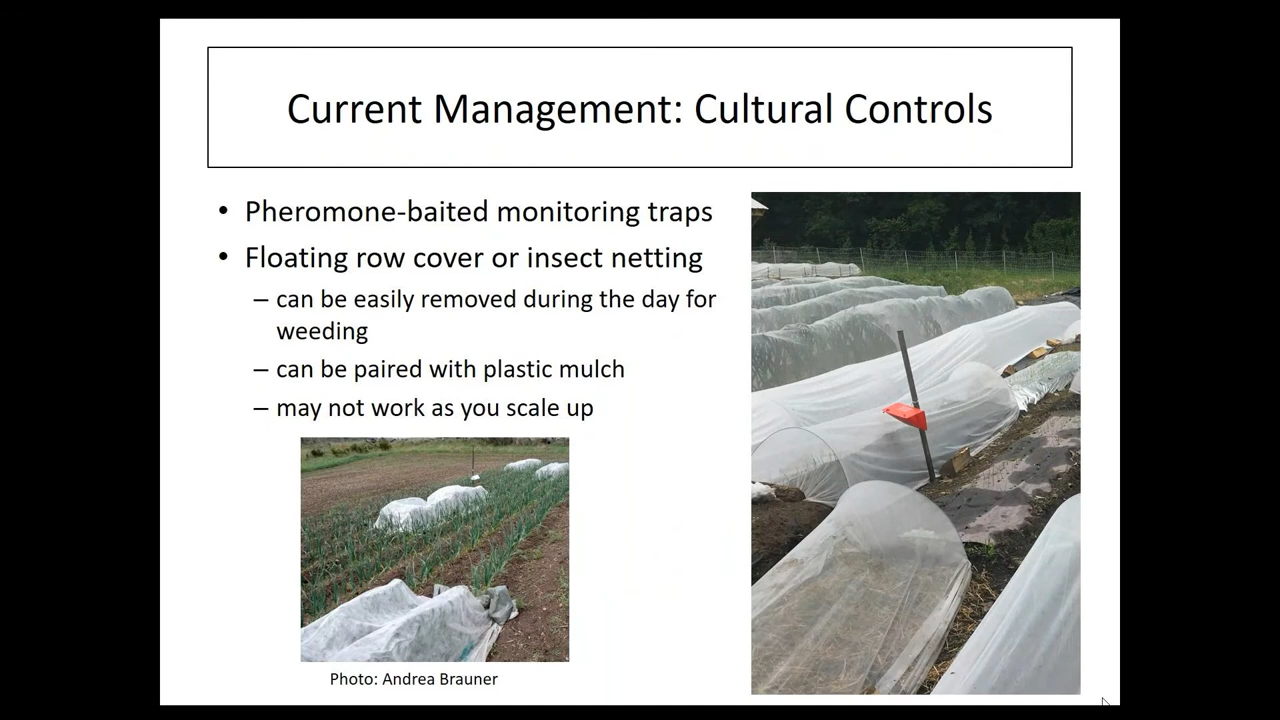 Current Management: Cultural Controls
• Pheromone-baited monitoring traps
• Floating row cover or insect netting
– can be easily removed during the day for
weeding
– can be paired with plastic mulch
– may not work as you scale up
Photo: Andrea Brauner